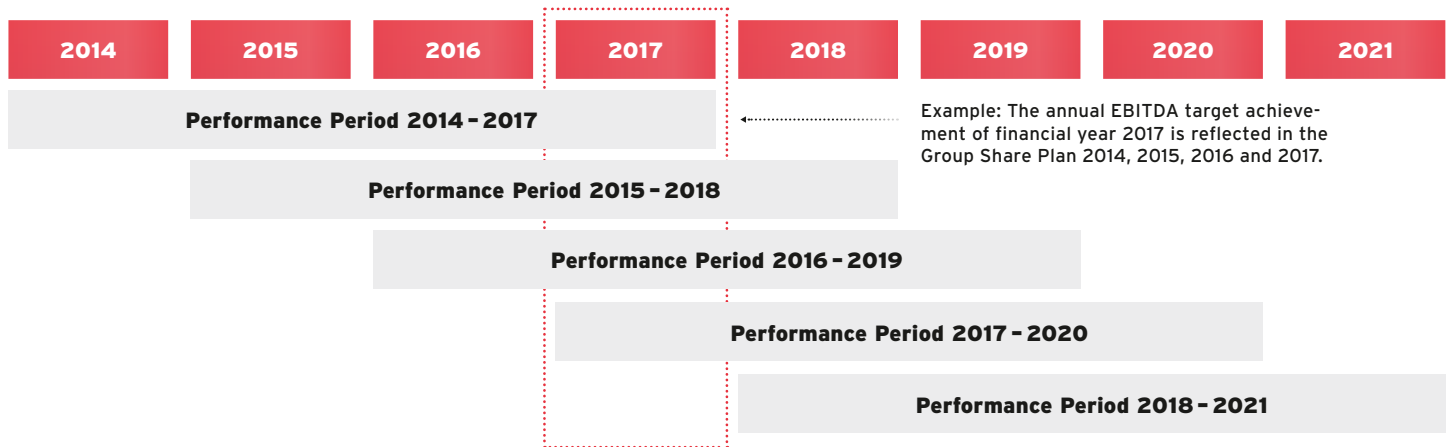 2014 2015 2016 2017 2018 2019 2020 2021
Performance Period 2014 – 2017
Example: The annual EBITDA target achieve-
ment of financial year 2017 is reflected in the
Group Share Plan 2014, 2015, 2016 and 2017.
Performance Period 2015 – 2018
Performance Period 2016 – 2019
Performance Period 2017 – 2020
Performance Period 2018 – 2021